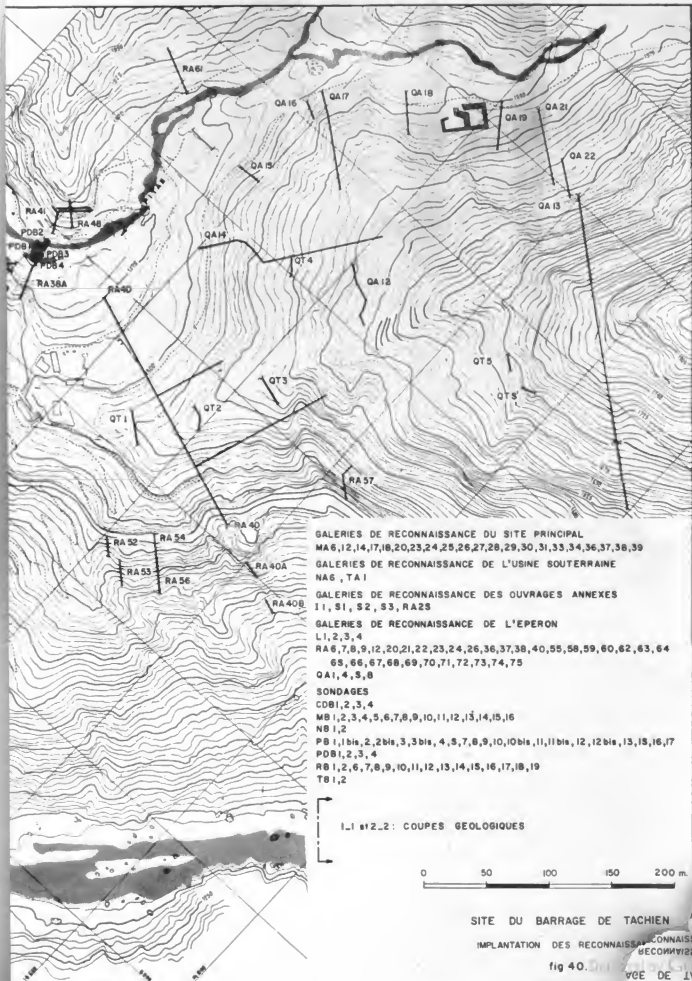 RA61
QA16
QA17
QA18
QA19
QA21
QA15
QA 22
QA13
RA41
RA48
PDB2
PDB1
PDB3
PDB4
QA14
QT4
RA38A
RA40
QA12
QT3
QT5
QT5'
QT1
QT2
RA57
RA40
RA52
RA54
RA53
RA56
RA40A
RA40B
GALERIES DE RECONNAISSANCE DU SITE PRINCIPAL
MA6,12,14,17,18,20,23,24,25,26,27,28,29,30,31,33,34,36,37,38,39
GALERIES DE RECONNAISSANCE DE L'USINE SOUTERRAINE
NA6, TA1
GALERIES DE RECONNAISSANCE DES OUVRAGES ANNEXES
I1, S1, S2, S3, RA2S
GALERIES DE RECONNAISSANCE DE L'EPERON
L1,2,3,4
RA6,7,8,9,12,20,21,22,23,24,26,36,37,38,40,55,58,59,60,62,63,64
65,66,67,68,69,70,71,72,73,74,75
QA1,4,5,8
SONDAGES
CDB1,2,3,4
MB1,2,3,4,5,6,7,8,9,10,11,12,13,14,15,16
NB1,2
PB1,1bis,2,2bis,3,3bis,4,5,7,8,9,10,10bis,11,11bis,12,12bis,13,15,16,17
PDB1,2,3,4
RB1,2,6,7,8,9,10,11,12,13,14,15,16,17,18,19
TB1,2
1_1 et 2_2: COUPES GEOLOGIQUES
0 50 100 150 200 m.
SITE DU BARRAGE DE TACHIEN
IMPLANTATION DES
fig 40.